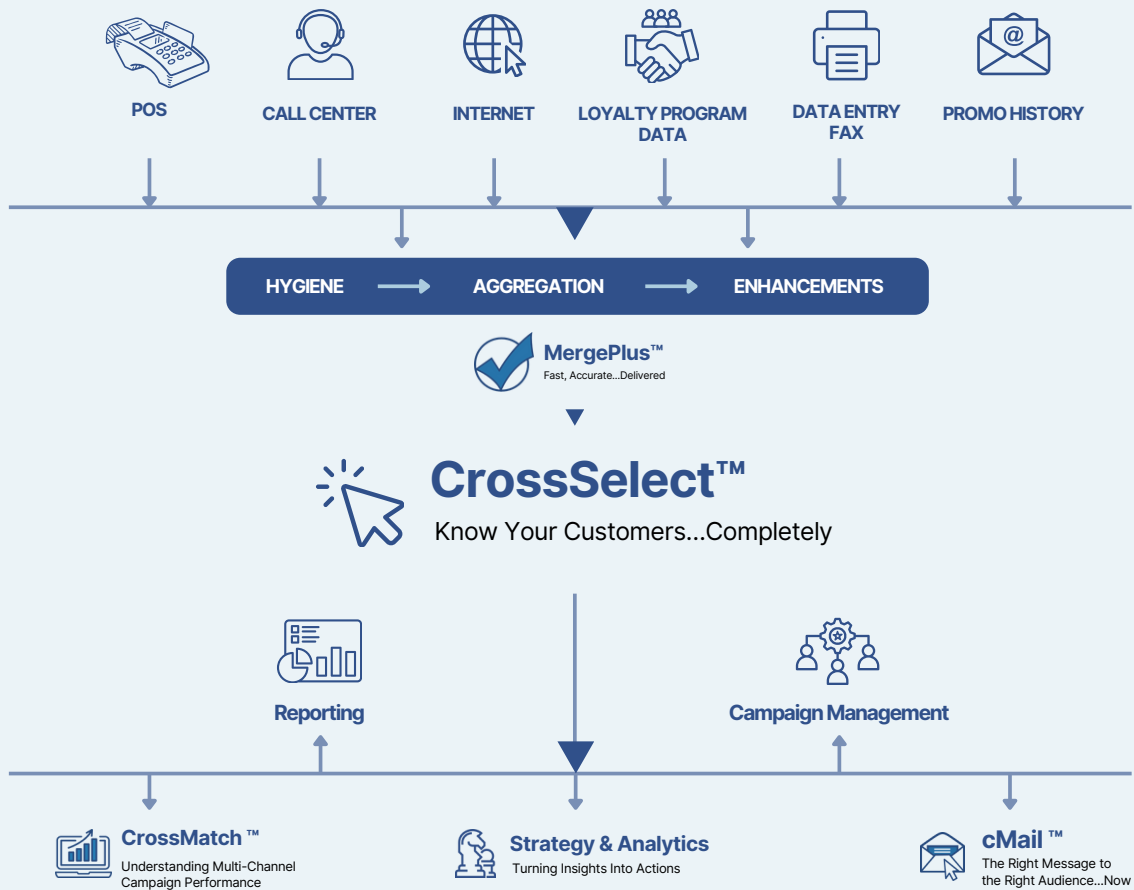 POS
CALL CENTER
INTERNET
LOYALTY PROGRAM
DATA
DATA ENTRY
FAX
PROMO HISTORY
@
HYGIENE
AGGREGATION
ENHANCEMENTS
MergePlus™
Fast, Accurate...Delivered
CrossSelect™
Know Your Customers...Completely
Reporting
Campaign Management
CrossMatch ™
Understanding Multi-Channel
Campaign Performance
Strategy & Analytics
Turning Insights Into Actions
cMail ™
The Right Message to
the Right Audience...Now